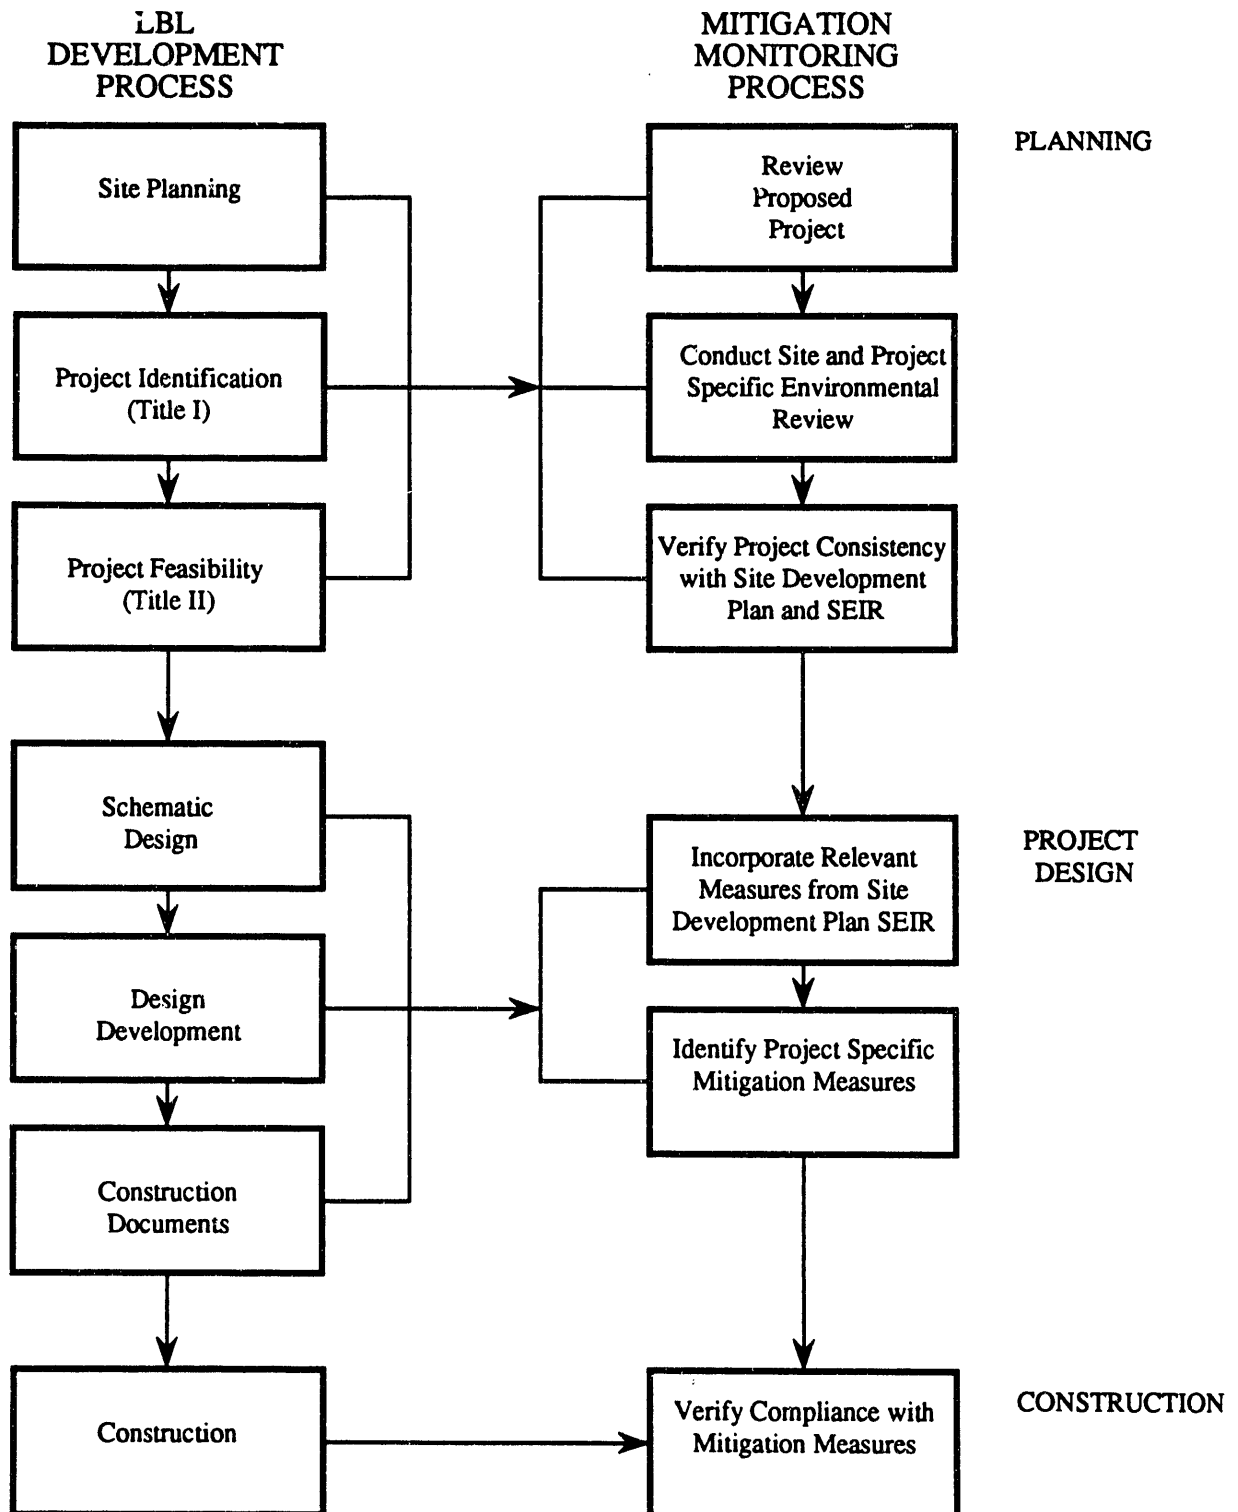 LBL
DEVELOPMENT
PROCESS
MITIGATION
MONITORING
PROCESS
Site Planning
Review
Proposed
Project
PLANNING
Project Identification
(Title I)
Conduct Site and Project
Specific Environmental
Review
Project Feasibility
(Title II)
Verify Project Consistency
with Site Development
Plan and SEIR
Schematic
Design
Incorporate Relevant
Measures from Site
Development Plan SEIR
PROJECT
DESIGN
Design
Development
Identify Project Specific
Mitigation Measures
Construction
Documents
Construction
Verify Compliance with
Mitigation Measures
CONSTRUCTION